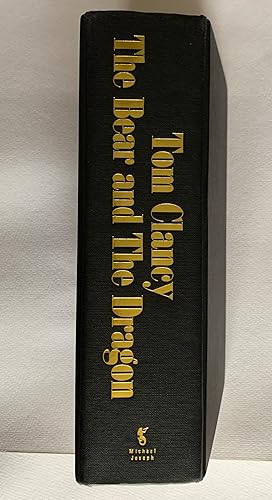 Tom Clancy
The Bear and The Dragon
Michael
Joseph